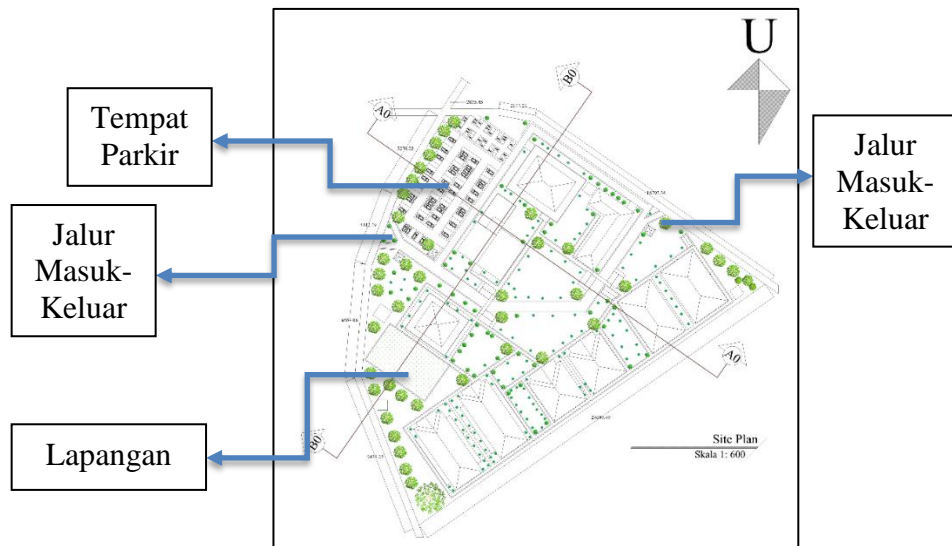 U
B0
A0
Tempat
Parkir
Jalur
Masuk-
Keluar
Jalur
Masuk-
Keluar
A0
B0
Lapangan
Site Plan
Skala 1: 600